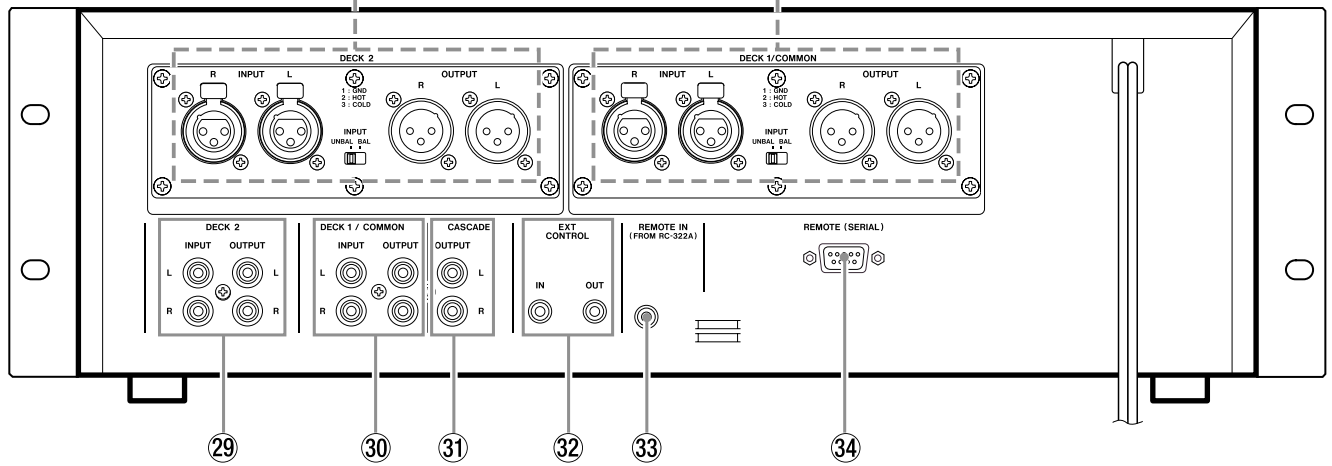 DECK 2
R INPUT L
OUTPUT
1 : GND
2 : HOT
3 : COLD
R L
INPUT
UNBAL BAL
DECK 1/COMMON
R INPUT L
OUTPUT
1 : GND
2 : HOT
3 : COLD
R L
INPUT
UNBAL BAL
DECK 2
INPUT OUTPUT
L L
R R
DECK 1 / COMMON
INPUT OUTPUT
L
R
CASCADE
OUTPUT
L
R
EXT
CONTROL
IN OUT
REMOTE IN
(FROM RC-322A)
REMOTE (SERIAL)
29 30 31 32 33 34